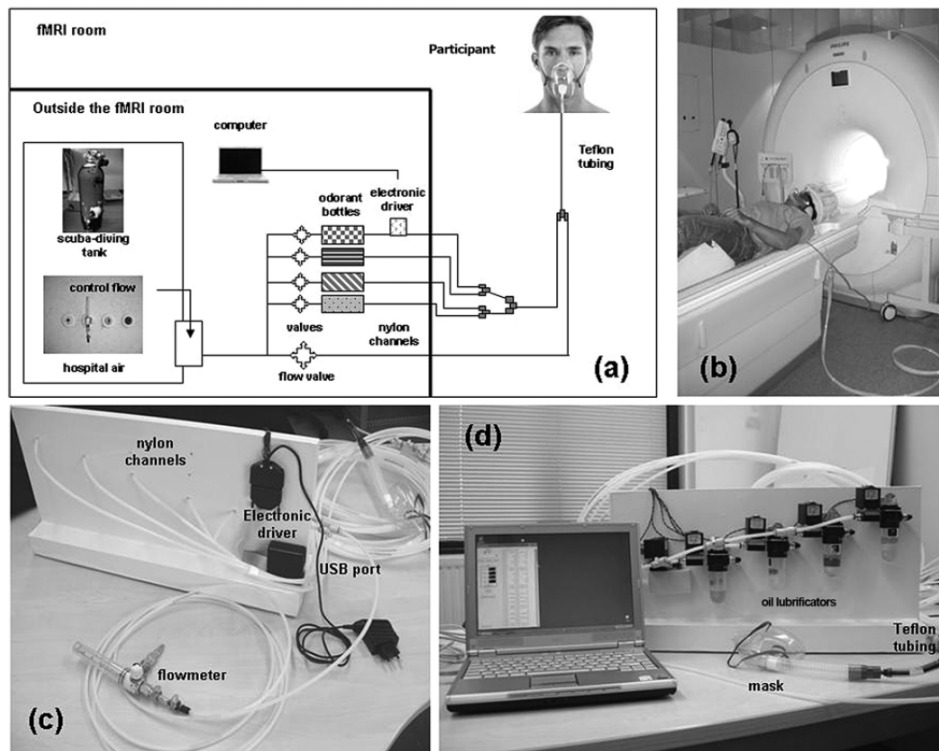 fMRI room
Participant
Outside the fMRI room
computer
Teflon
tubing
odorant
bottles
electronic
driver
scuba-diving
tank
control flow
hospital air
valves
nylon
channels
flow valve
(a)
PHILIPS
(b)
nylon
channels
Electronic
driver
USB port
flowmeter
(c)
(d)
oil lubrificators
Teflon
tubing
mask